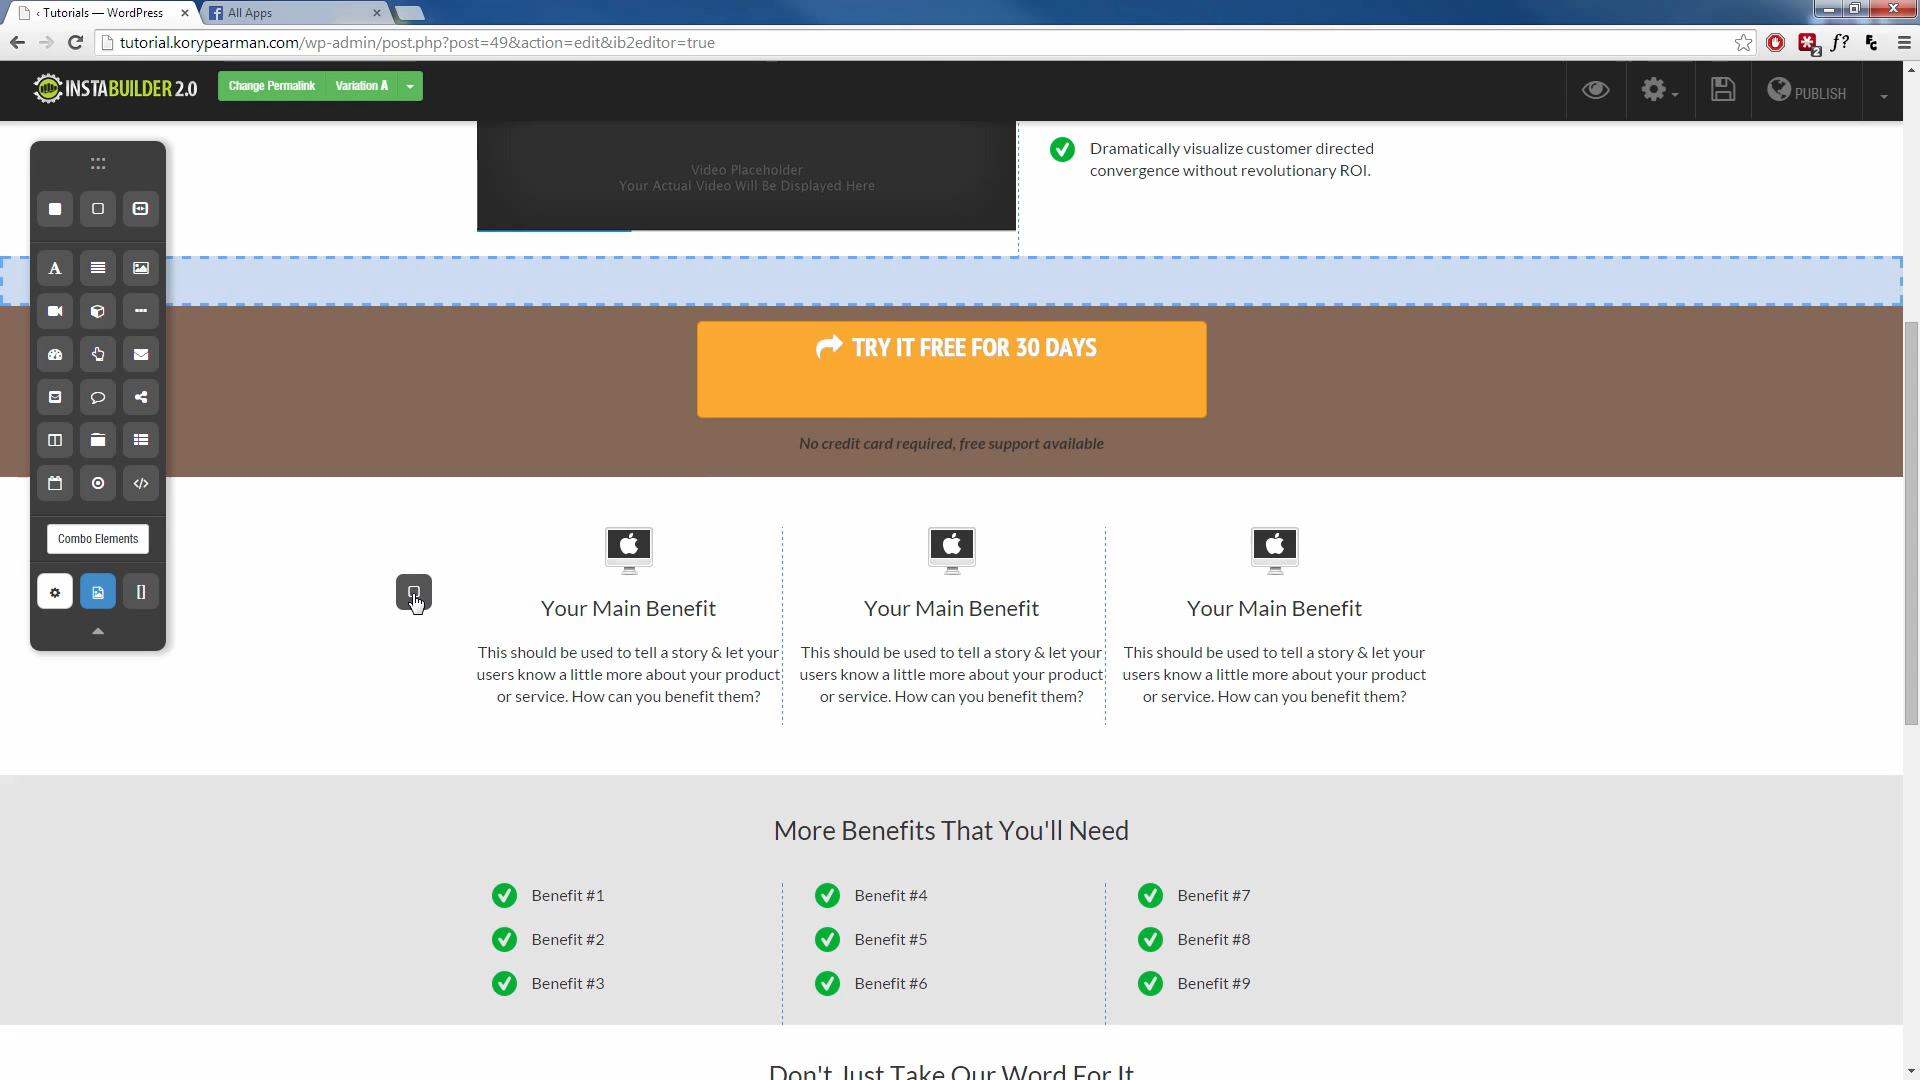 ‹ Tutorials — WordPress
All Apps
tutorial.korypearman.com/wp-admin/post.php?post=49&action=edit&ib2editor=true
2
f?
INSTABUILDER 2.0
Change Permalink
Variation A
PUBLISH
Video Placeholder
Your Actual Video Will Be Displayed Here
Dramatically visualize customer directed
convergence without revolutionary ROI.
A
TRY IT FREE FOR 30 DAYS
No credit card required, free support available
Combo Elements
[]
Your Main Benefit
This should be used to tell a story & let your
users know a little more about your product
or service. How can you benefit them?
Your Main Benefit
This should be used to tell a story & let your
users know a little more about your product
or service. How can you benefit them?
Your Main Benefit
This should be used to tell a story & let your
users know a little more about your product
or service. How can you benefit them?
More Benefits That You'll Need
Benefit #1
Benefit #2
Benefit #3
Benefit #4
Benefit #5
Benefit #6
Benefit #7
Benefit #8
Benefit #9
Don't Just Take Our Word For It